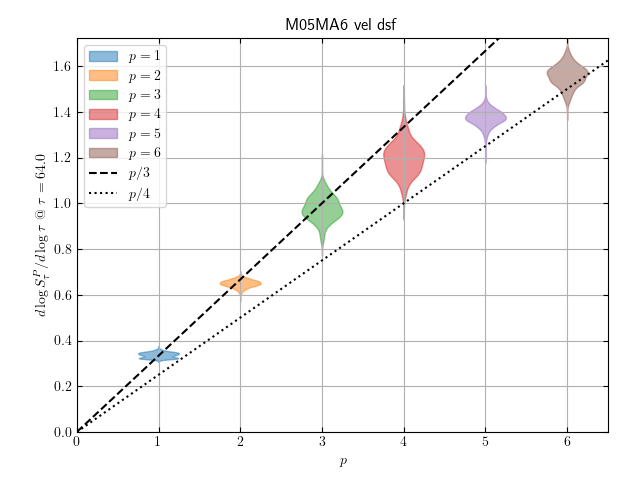 M05MA6 vel dsf
p = 1
p = 2
p = 3
p = 4
p = 5
p = 6
p/3
p/4
d log S_τ^P / d log τ @ τ = 64.0
1.6
1.4
1.2
1.0
0.8
0.6
0.4
0.2
0.0
0 1 2 3 4 5 6
p